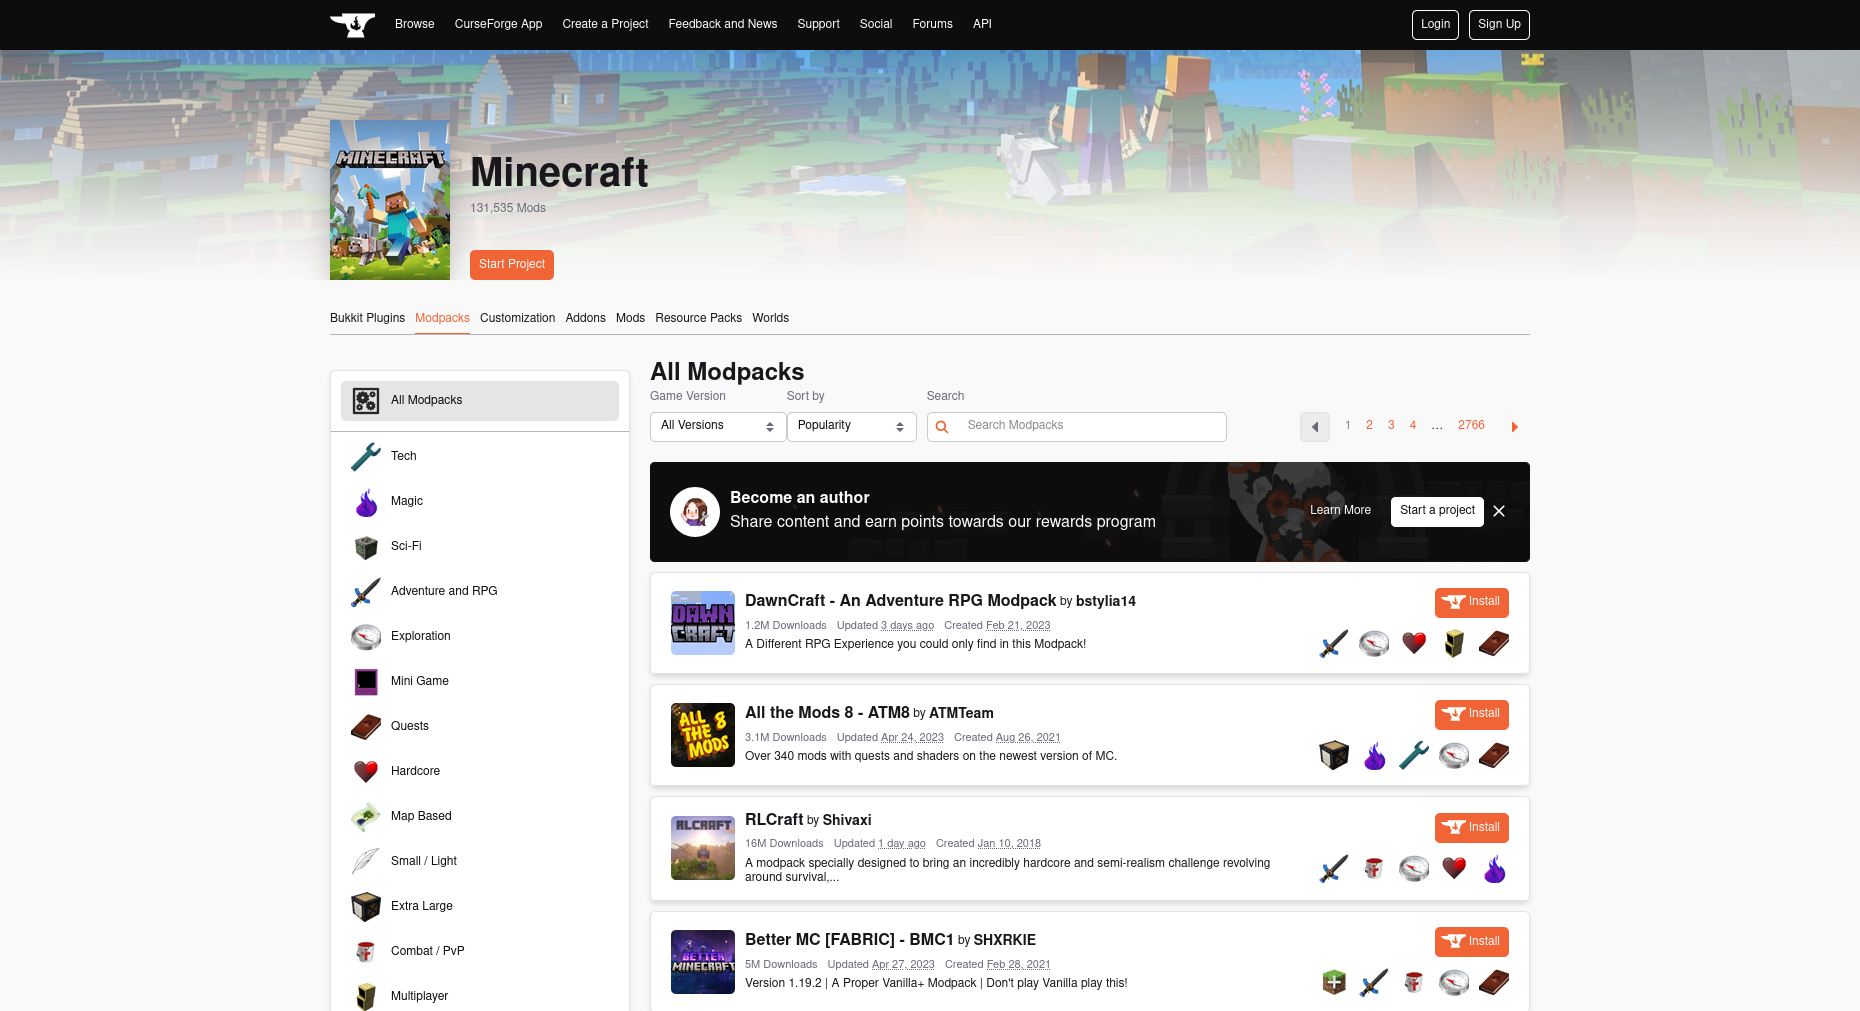 Browse CurseForge App Create a Project Feedback and News Support Social Forums API Login Sign Up
MINECRAFT
Minecraft
131,535 Mods
Start Project
Bukkit Plugins Modpacks Customization Addons Mods Resource Packs Worlds
All Modpacks
Tech
Magic
Sci-Fi
Adventure and RPG
Exploration
Mini Game
Quests
Hardcore
Map Based
Small / Light
Extra Large
Combat / PvP
Multiplayer
All Modpacks
Game Version Sort by Search
All Versions Popularity Search Modpacks 1 2 3 4 ... 2766
Become an author
Share content and earn points towards our rewards program
Learn More Start a project
DAWN
CRAFT
DawnCraft - An Adventure RPG Modpack by bstylia14
Install
1.2M Downloads Updated 3 days ago Created Feb 21, 2023
A Different RPG Experience you could only find in this Modpack!
ALL 8
THE
MODS
All the Mods 8 - ATM8 by ATMTeam
Install
3.1M Downloads Updated Apr 24, 2023 Created Aug 26, 2021
Over 340 mods with quests and shaders on the newest version of MC.
RLCRAFT
RLCraft by Shivaxi
Install
16M Downloads Updated 1 day ago Created Jan 10, 2018
A modpack specially designed to bring an incredibly hardcore and semi-realism challenge revolving
around survival,...
BETTER
MINECRAFT
Better MC [FABRIC] - BMC1 by SHXRKIE
Install
5M Downloads Updated Apr 27, 2023 Created Feb 28, 2021
Version 1.19.2 | A Proper Vanilla+ Modpack | Don't play Vanilla play this!